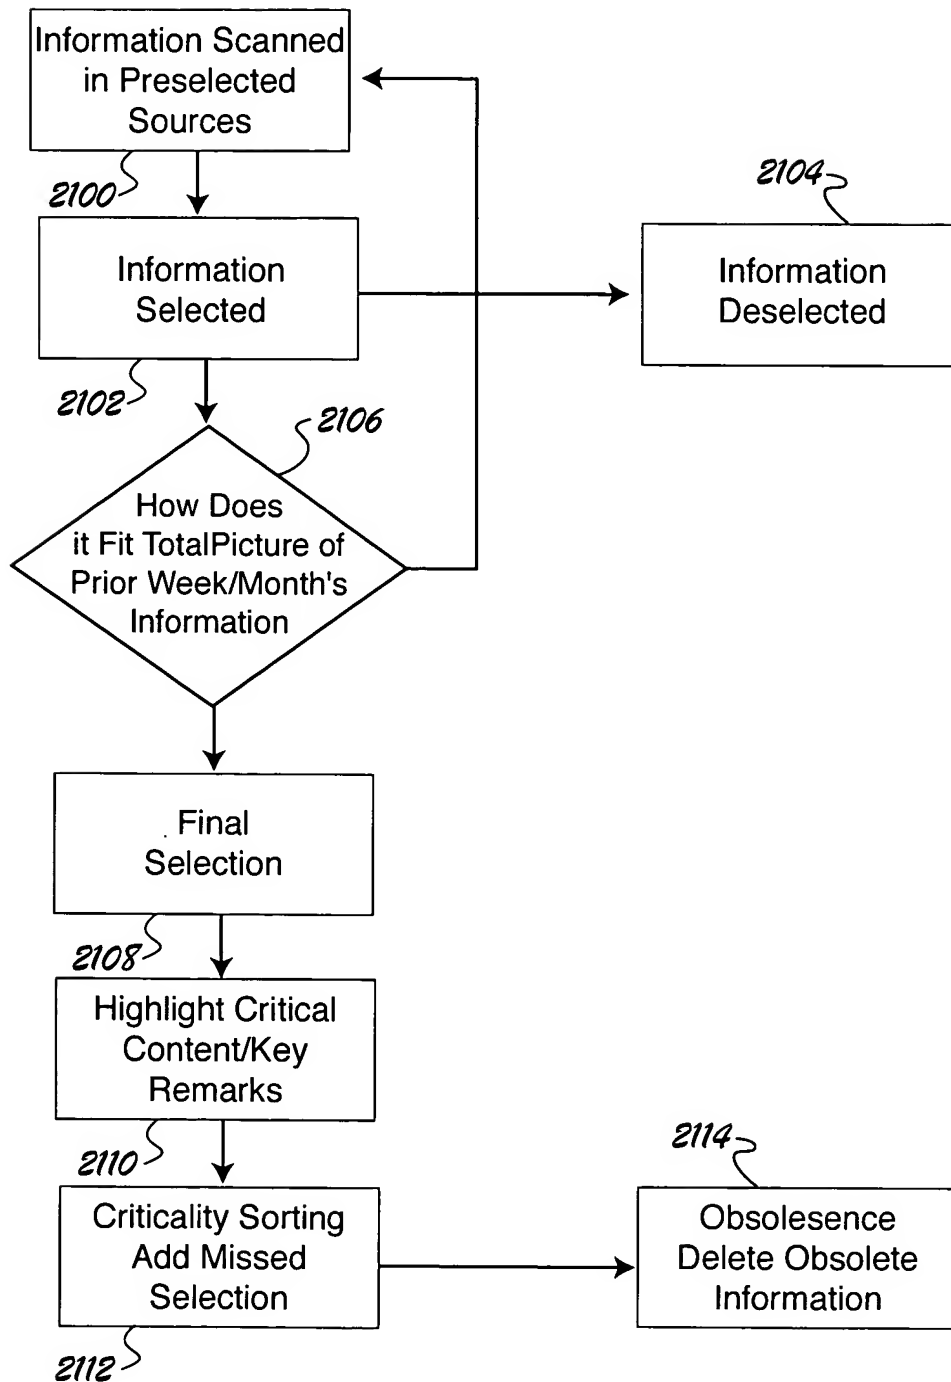 Information Scanned
in Preselected
Sources
2100
2104
Information
Selected
Information
Deselected
2102
2106
How Does
it Fit TotalPicture of
Prior Week/Month's
Information
Final
Selection
2108
Highlight Critical
Content/Key
Remarks
2110
2114
Criticality Sorting
Add Missed
Selection
Obsolesence
Delete Obsolete
Information
2112